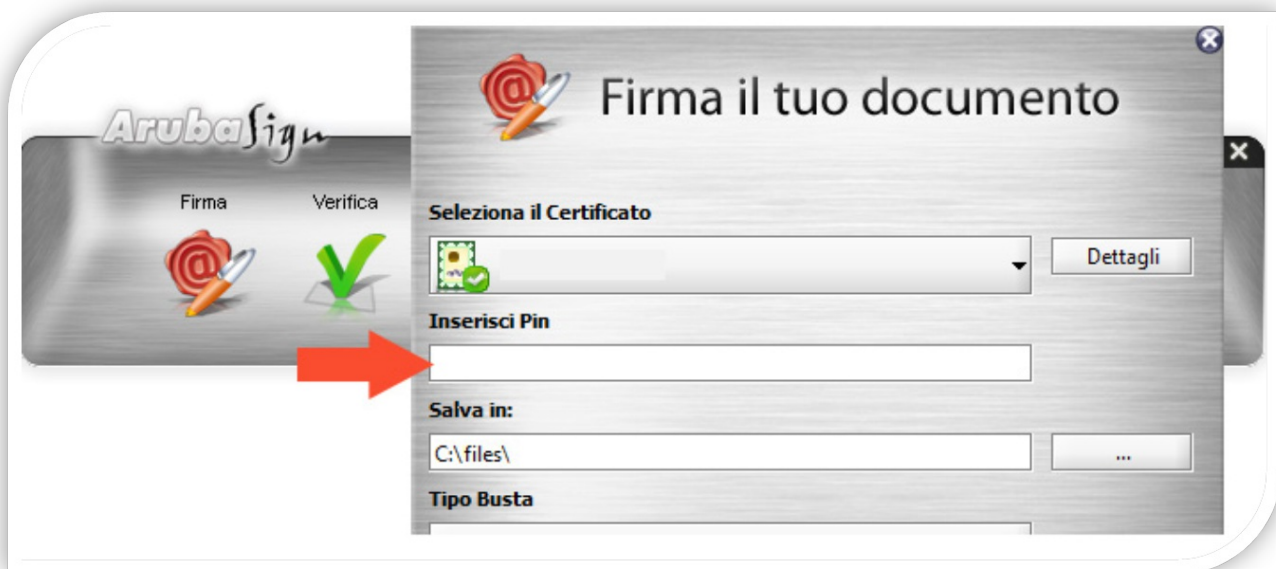 Firma il tuo documento
ArubaSign
Firma Verifica
Seleziona il Certificato
Dettagli
Inserisci Pin
Salva in:
C:\files\
...
Tipo Busta